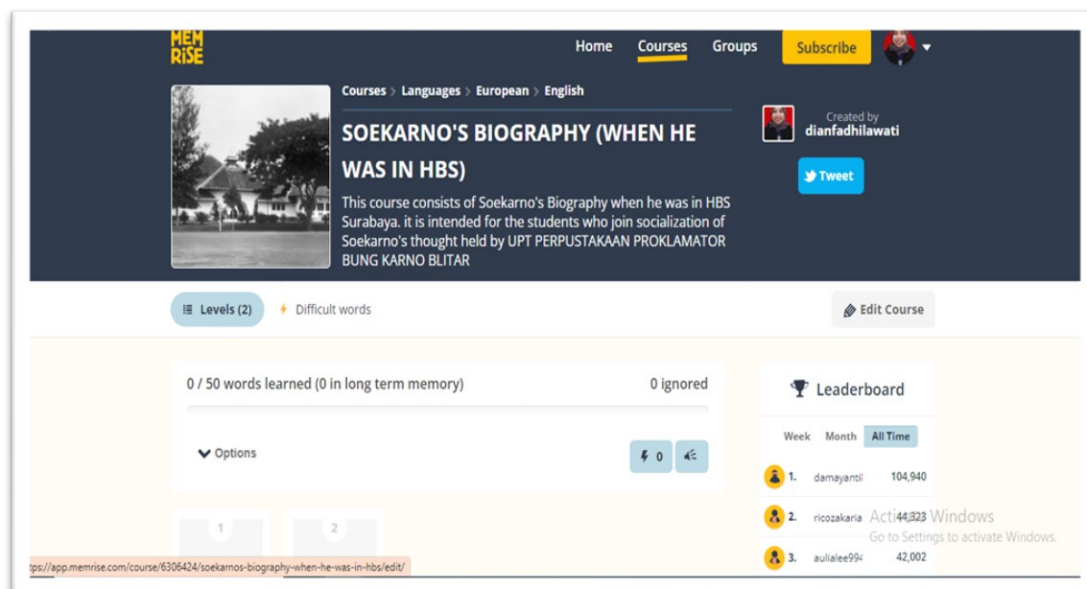 MEM
RiSE
Home Courses Groups Subscribe
Courses > Languages > European > English
SOEKARNO'S BIOGRAPHY (WHEN HE
WAS IN HBS)
This course consists of Soekarno's Biography when he was in HBS
Surabaya. it is intended for the students who join socialization of
Soekarno's thought held by UPT PERPUSTAKAAN PROKLAMATOR
BUNG KARNO BLITAR
Created by
dianfadhilawati
Tweet
Levels (2) Difficult words
Edit Course
0 / 50 words learned (0 in long term memory) 0 ignored
Options
0
1 2
Leaderboard
Week Month All Time
1. damayanti 104,940
2. ricozakaria 44,323
3. aulialee99 42,002
Activate Windows
Go to Settings to activate Windows.
tps://app.memrise.com/course/6306424/soekarnos-biography-when-he-was-in-hbs/edit/